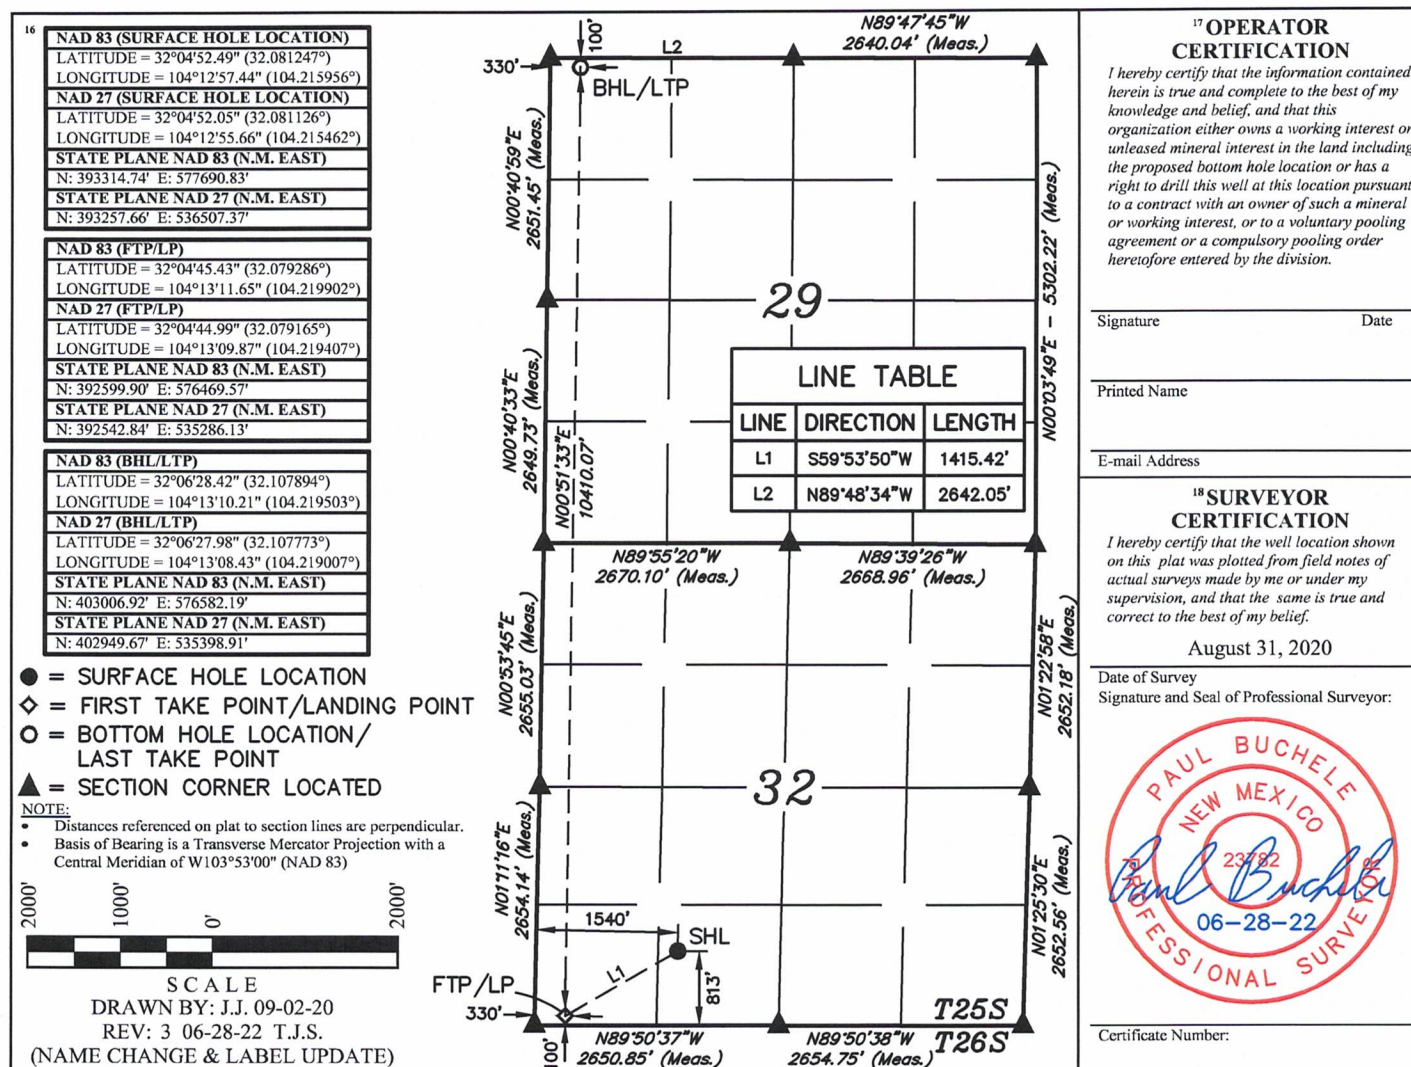 16
NAD 83 (SURFACE HOLE LOCATION)
LATITUDE = 32°04'52.49" (32.081247°)
LONGITUDE = 104°12'57.44" (104.215956°)
NAD 27 (SURFACE HOLE LOCATION)
LATITUDE = 32°04'52.05" (32.081126°)
LONGITUDE = 104°12'55.66" (104.215462°)
STATE PLANE NAD 83 (N.M. EAST)
N: 393314.74' E: 577690.83'
STATE PLANE NAD 27 (N.M. EAST)
N: 393257.66' E: 536507.37'
NAD 83 (FTP/LP)
LATITUDE = 32°04'45.43" (32.079286°)
LONGITUDE = 104°13'11.65" (104.219902°)
NAD 27 (FTP/LP)
LATITUDE = 32°04'44.99" (32.079165°)
LONGITUDE = 104°13'09.87" (104.219407°)
STATE PLANE NAD 83 (N.M. EAST)
N: 392599.90' E: 576469.57'
STATE PLANE NAD 27 (N.M. EAST)
N: 392542.84' E: 535286.13'
NAD 83 (BHL/LTP)
LATITUDE = 32°06'28.42" (32.107894°)
LONGITUDE = 104°13'10.21" (104.219503°)
NAD 27 (BHL/LTP)
LATITUDE = 32°06'27.98" (32.107773°)
LONGITUDE = 104°13'08.43" (104.219007°)
STATE PLANE NAD 83 (N.M. EAST)
N: 403006.92' E: 576582.19'
STATE PLANE NAD 27 (N.M. EAST)
N: 402949.67' E: 535398.91'
= SURFACE HOLE LOCATION
= FIRST TAKE POINT/LANDING POINT
= BOTTOM HOLE LOCATION/
LAST TAKE POINT
= SECTION CORNER LOCATED
NOTE:
• Distances referenced on plat to section lines are perpendicular.
• Basis of Bearing is a Transverse Mercator Projection with a
Central Meridian of W103°53'00" (NAD 83)
2000'
1000'
0'
2000'
SCALE
DRAWN BY: J.J. 09-02-20
REV: 3 06-28-22 T.J.S.
(NAME CHANGE & LABEL UPDATE)
100'
L2
N89°47'45"W
2640.04' (Meas.)
330'
BHL/LTP
N00°40'59"E
2651.45' (Meas.)
29
N00°03'49"E - 5302.22' (Meas.)
N00°40'33"E
2649.73' (Meas.)
N00°51'33"E
10410.07'
LINE TABLE
LINE DIRECTION LENGTH
L1 S59°53'50"W 1415.42'
L2 N89°48'34"W 2642.05'
N89°55'20"W
2670.10' (Meas.)
N89°39'26"W
2668.96' (Meas.)
N00°53'45"E
2655.03' (Meas.)
N01°22'58"E
2652.18' (Meas.)
32
N01°11'16"E
2654.14' (Meas.)
N01°25'30"E
2652.56' (Meas.)
1540'
SHL
L1
813'
FTP/LP
330'
100'
T25S
T26S
N89°50'37"W
2650.85' (Meas.)
N89°50'38"W
2654.75' (Meas.)
17 OPERATOR
CERTIFICATION
I hereby certify that the information contained
herein is true and complete to the best of my
knowledge and belief, and that this
organization either owns a working interest or
unleased mineral interest in the land including
the proposed bottom hole location or has a
right to drill this well at this location pursuant
to a contract with an owner of such a mineral
or working interest, or to a voluntary pooling
agreement or a compulsory pooling order
heretofore entered by the division.
Signature Date
Printed Name
E-mail Address
18 SURVEYOR
CERTIFICATION
I hereby certify that the well location shown
on this plat was plotted from field notes of
actual surveys made by me or under my
supervision, and that the same is true and
correct to the best of my belief.
August 31, 2020
Date of Survey
Signature and Seal of Professional Surveyor:
PAUL BUCHELE
NEW MEXICO
23782
Paul Buchele
06-28-22
PROFESSIONAL SURVEYOR
Certificate Number: